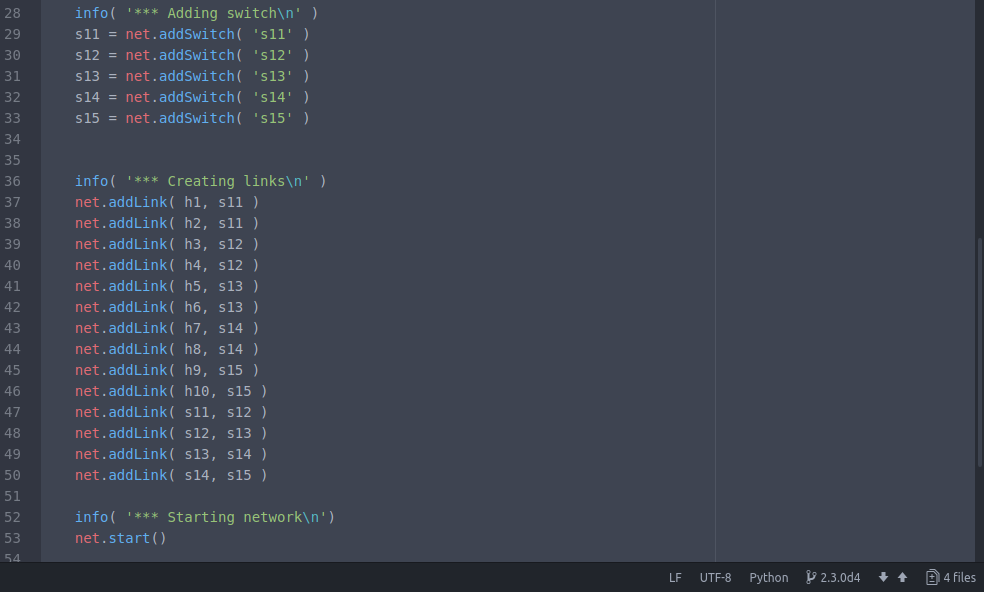 28 info( '*** Adding switch\n' )
29 s11 = net.addSwitch( 's11' )
30 s12 = net.addSwitch( 's12' )
31 s13 = net.addSwitch( 's13' )
32 s14 = net.addSwitch( 's14' )
33 s15 = net.addSwitch( 's15' )
34
35
36 info( '*** Creating links\n' )
37 net.addLink( h1, s11 )
38 net.addLink( h2, s11 )
39 net.addLink( h3, s12 )
40 net.addLink( h4, s12 )
41 net.addLink( h5, s13 )
42 net.addLink( h6, s13 )
43 net.addLink( h7, s14 )
44 net.addLink( h8, s14 )
45 net.addLink( h9, s15 )
46 net.addLink( h10, s15 )
47 net.addLink( s11, s12 )
48 net.addLink( s12, s13 )
49 net.addLink( s13, s14 )
50 net.addLink( s14, s15 )
51
52 info( '*** Starting network\n')
53 net.start()
54
LF UTF-8 Python 2.3.0d4 4 files